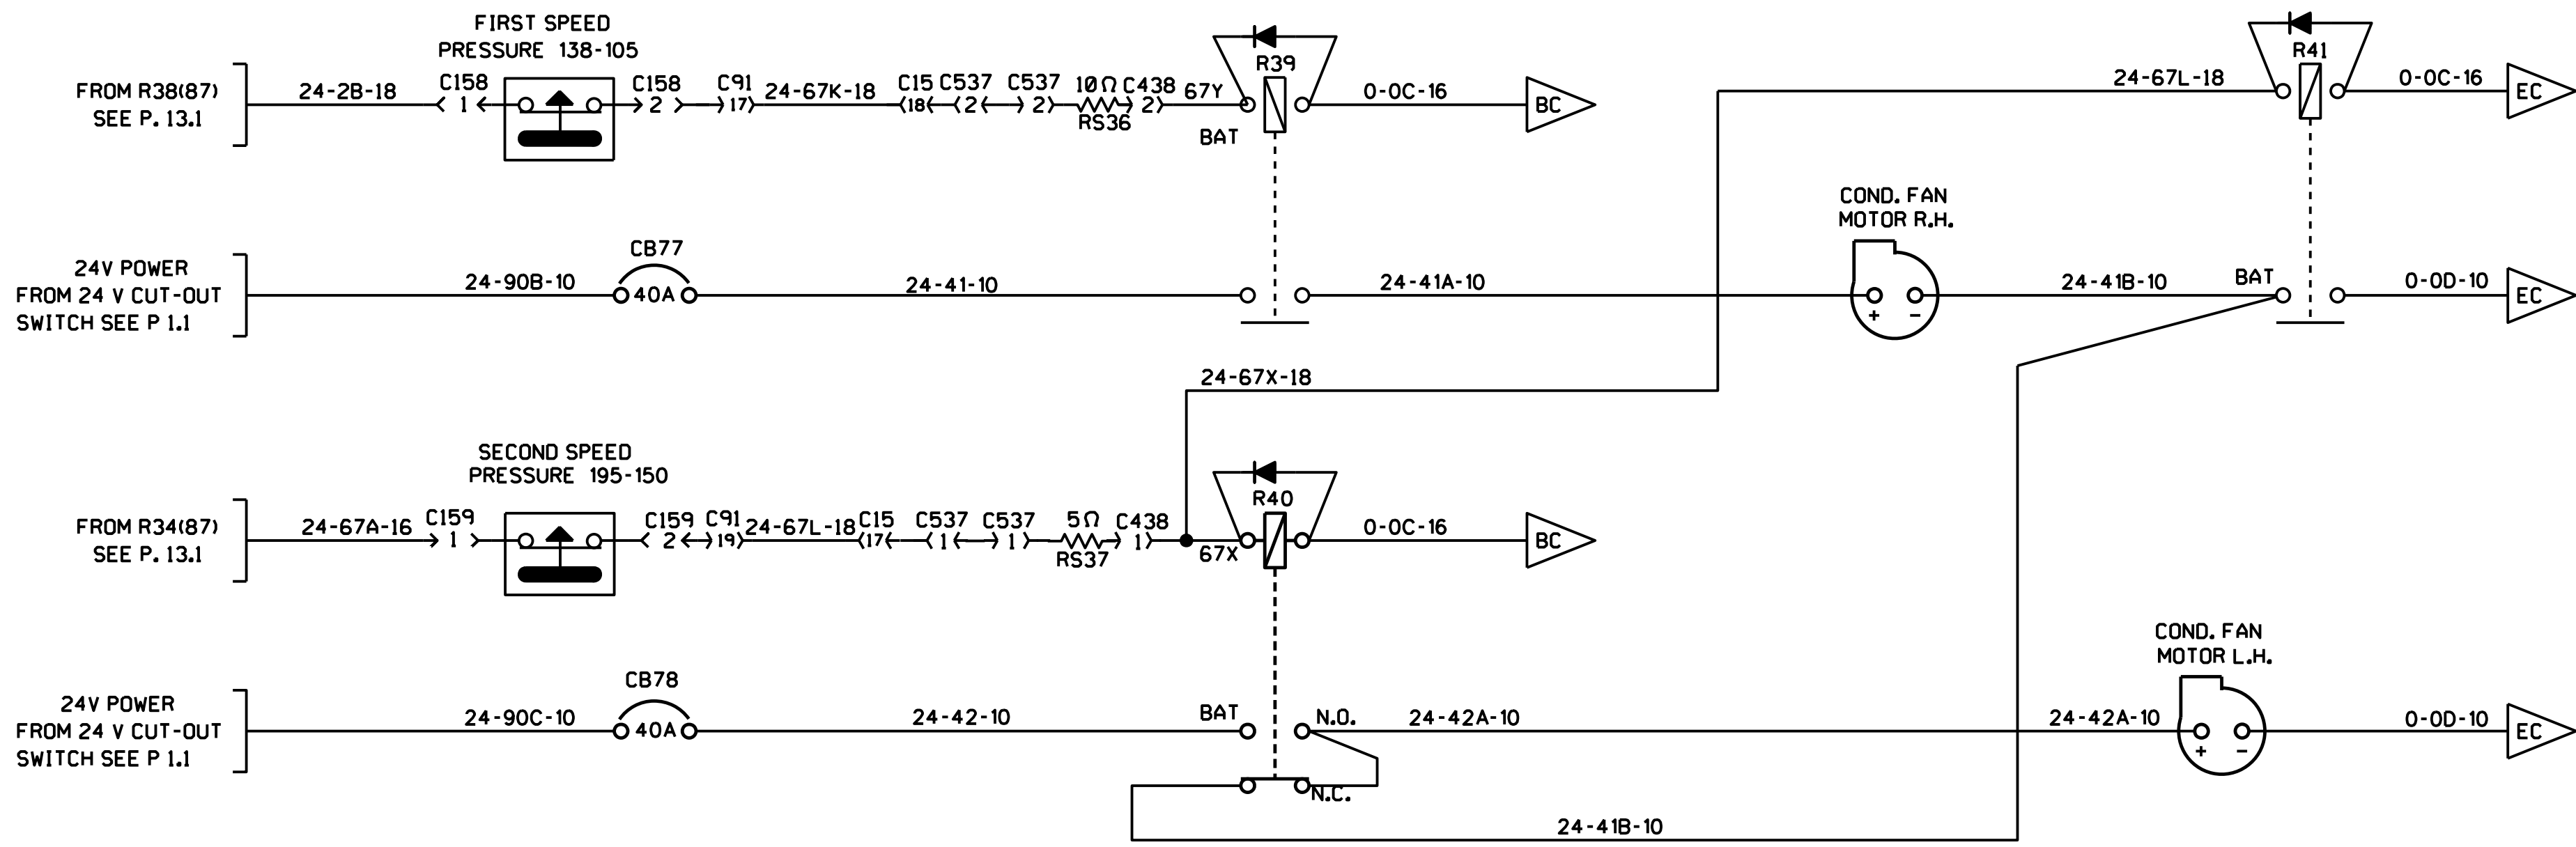 FIRST SPEED
PRESSURE 138-105
FROM R38(87)
SEE P. 13.1
24-2B-18
C158
1
C158
2
C91
17
24-67K-18
C15
18
C537
2
C537
2
10Ω
RS36
C438
2
67Y
BAT
R39
0-0C-16
BC
24-67L-18
R41
0-0C-16
EC
24V POWER
FROM 24 V CUT-OUT
SWITCH SEE P 1.1
24-90B-10
CB77
40A
24-41-10
24-41A-10
COND. FAN
MOTOR R.H.
+
-
24-41B-10
BAT
0-0D-10
EC
24-67X-18
SECOND SPEED
PRESSURE 195-150
FROM R34(87)
SEE P. 13.1
24-67A-16
C159
1
C159
2
C91
19
24-67L-18
C15
17
C537
1
C537
1
5Ω
RS37
C438
1
67X
R40
0-0C-16
BC
24V POWER
FROM 24 V CUT-OUT
SWITCH SEE P 1.1
24-90C-10
CB78
40A
24-42-10
BAT
N.O.
24-42A-10
24-42A-10
COND. FAN
MOTOR L.H.
+
-
0-0D-10
EC
N.C.
24-41B-10